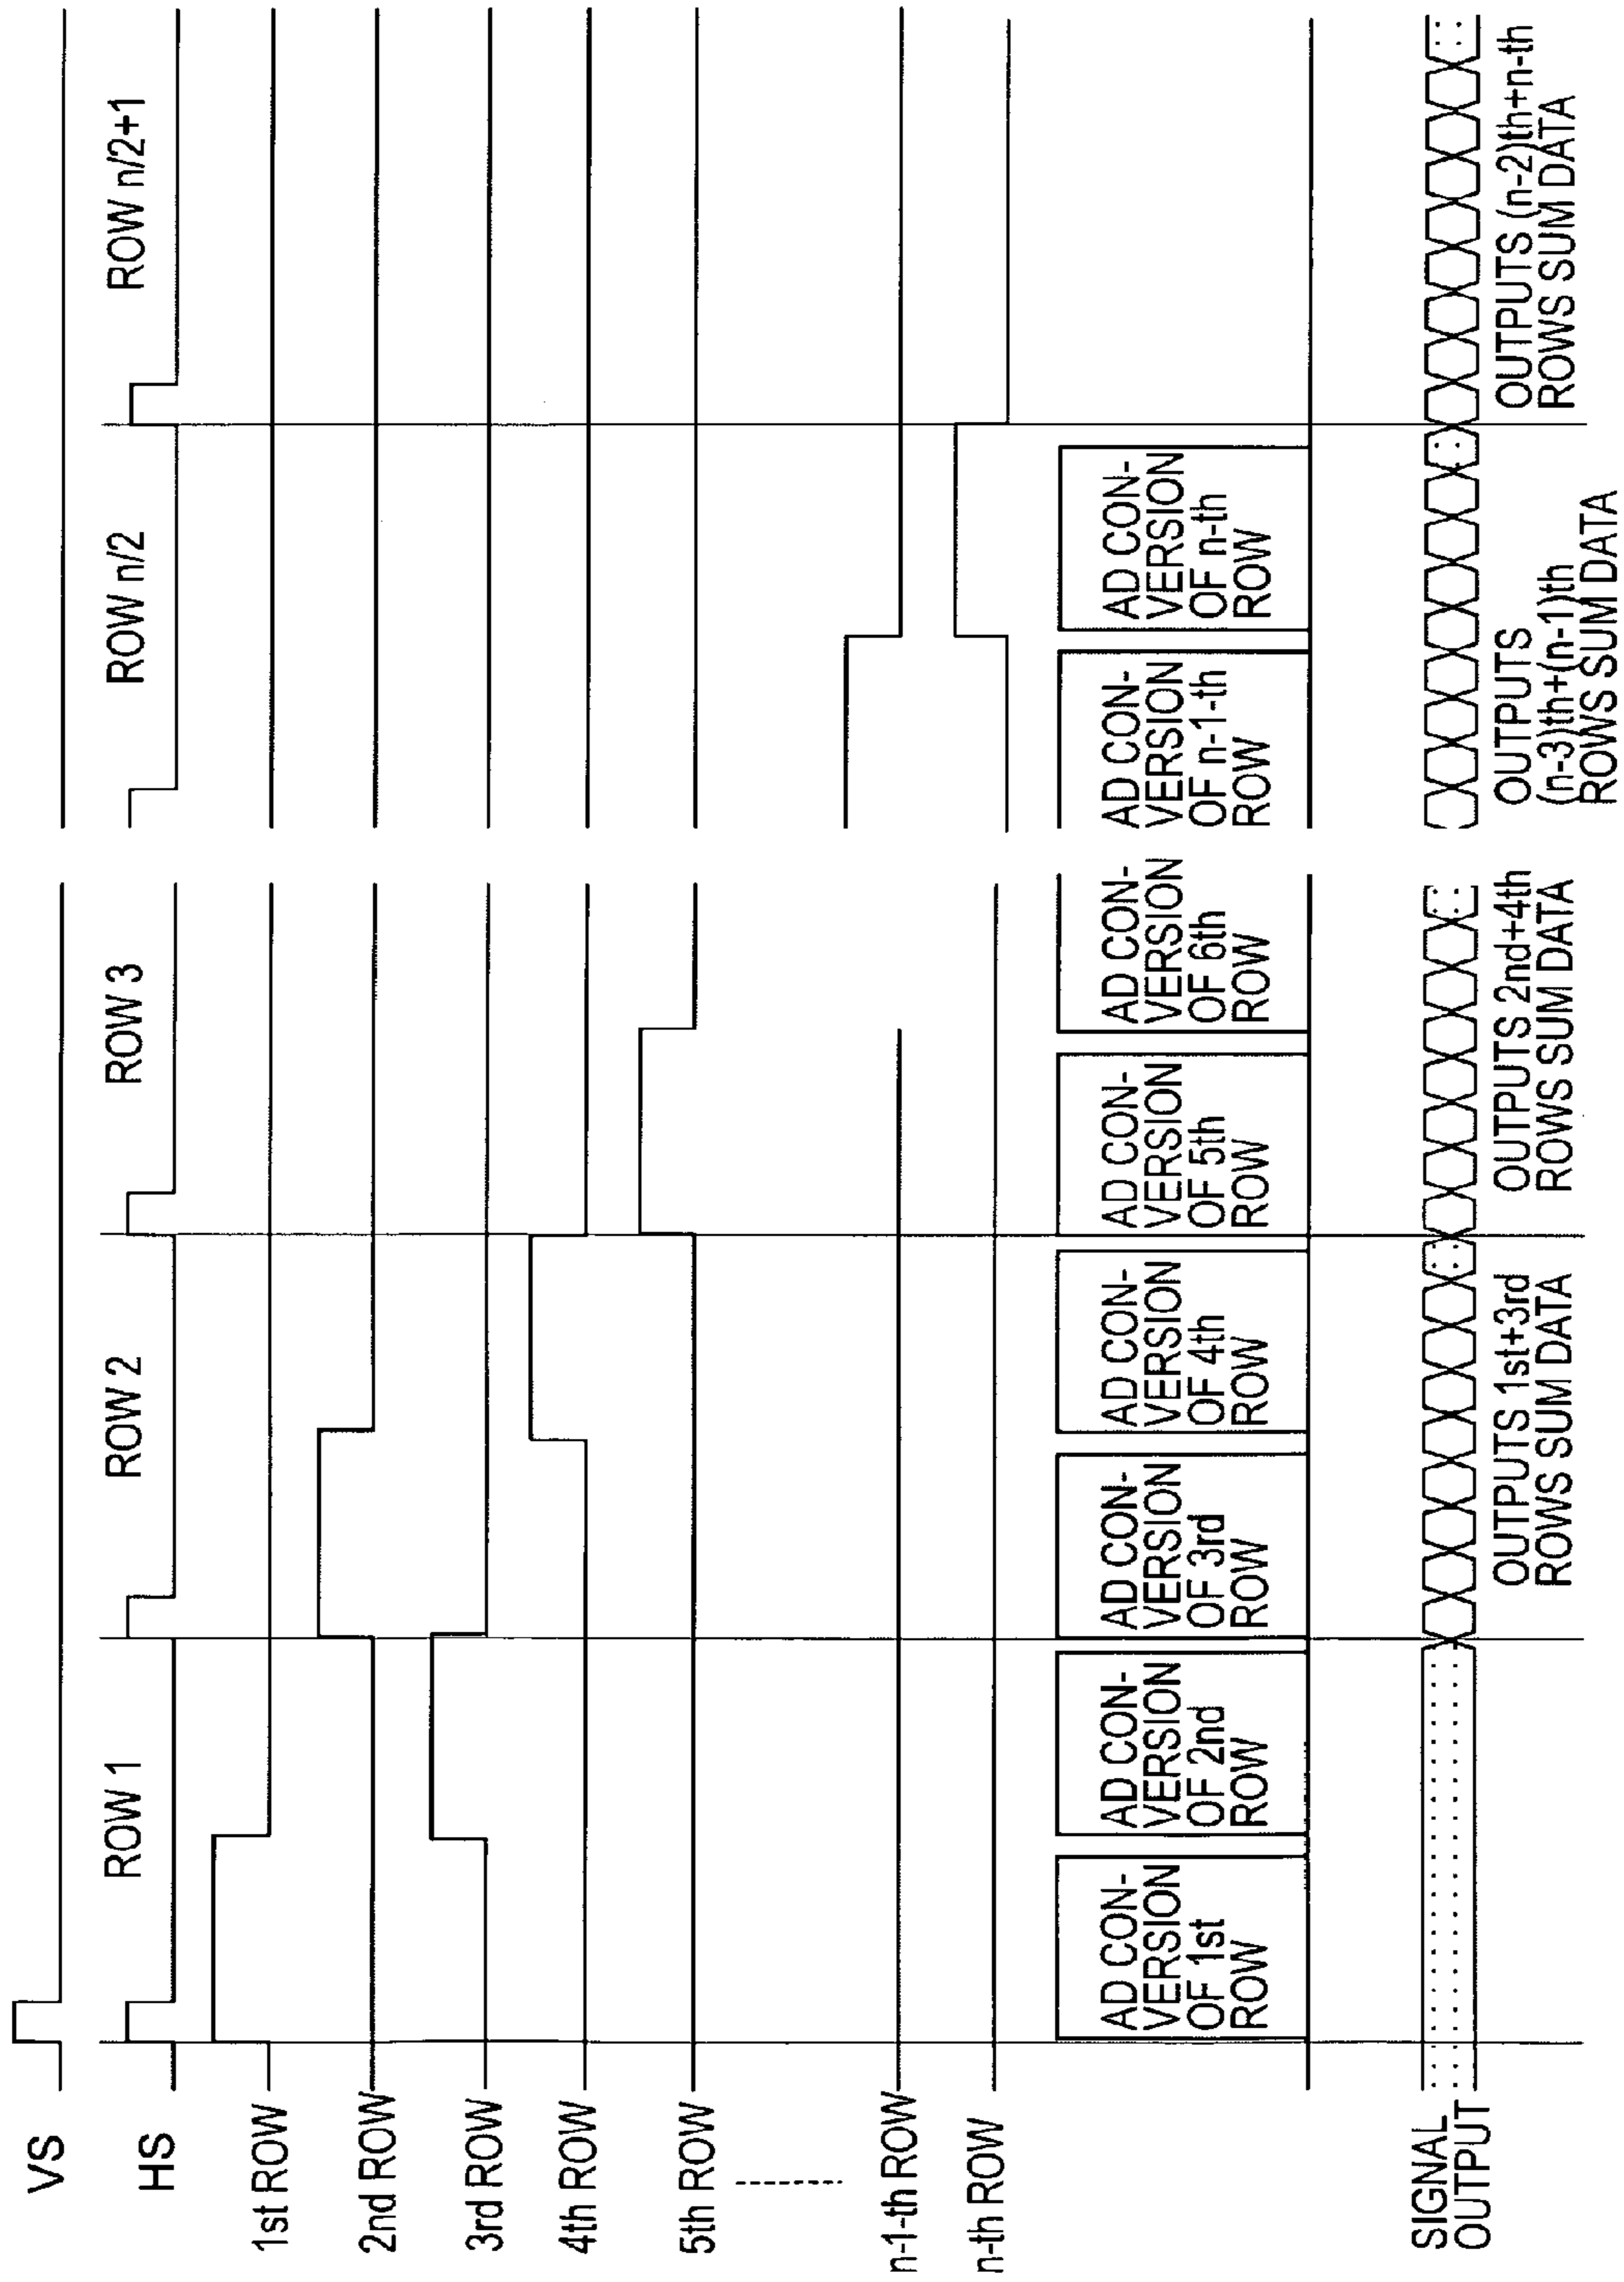 VS
HS
1st ROW
2nd ROW
3rd ROW
4th ROW
5th ROW
n-1-th ROW
n-th ROW
SIGNAL
OUTPUT
ROW 1
ROW 2
ROW 3
ROW n/2
ROW n/2+1
AD CON-
VERSION
OF 1st
ROW
AD CON-
VERSION
OF 2nd
ROW
AD CON-
VERSION
OF 3rd
ROW
AD CON-
VERSION
OF 4th
ROW
AD CON-
VERSION
OF 5th
ROW
AD CON-
VERSION
OF 6th
ROW
AD CON-
VERSION
OF n-1-th
ROW
AD CON-
VERSION
OF n-th
ROW
OUTPUTS 1st+3rd
ROWS SUM DATA
OUTPUTS 2nd+4th
ROWS SUM DATA
OUTPUTS
(n-3)th+(n-1)th
ROWS SUM DATA
OUTPUTS (n-2)th+n-th
ROWS SUM DATA